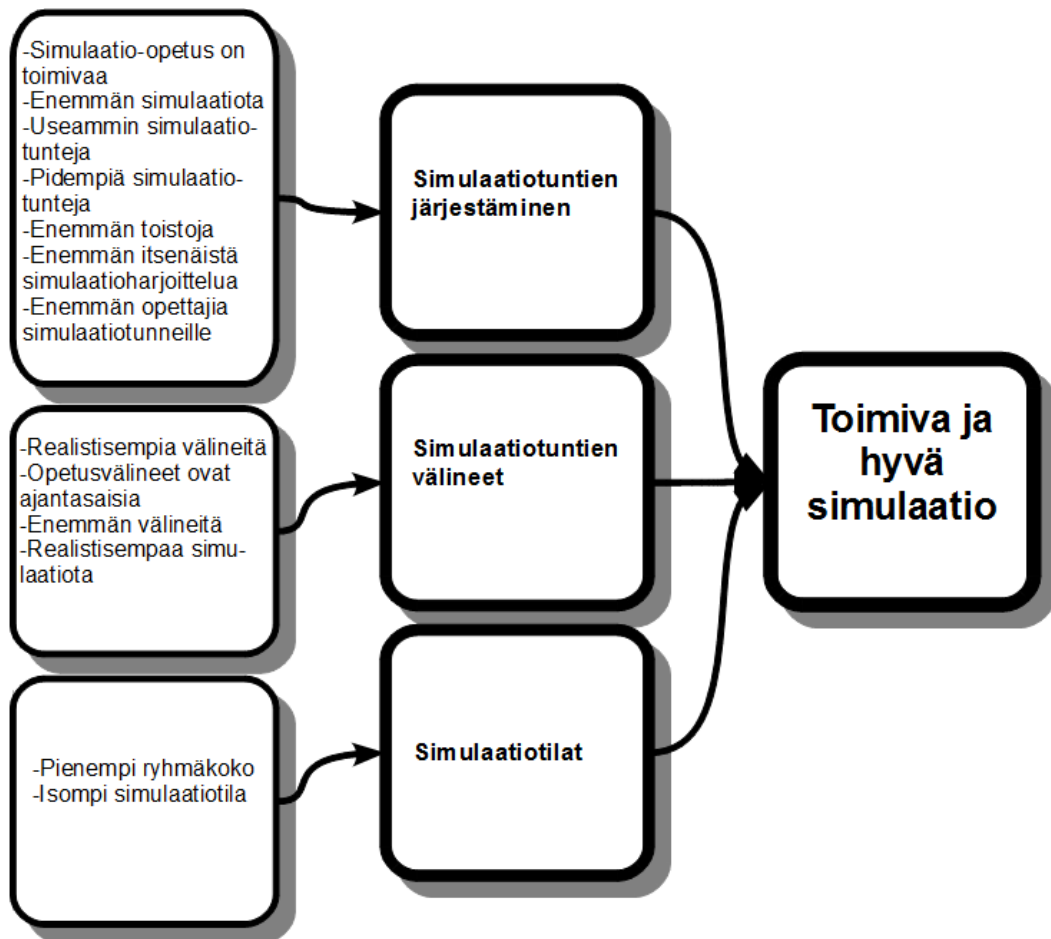 -Simulaatio-opetus on
toimivaa
-Enemmän simulaatiota
-Useammin simulaatio-
tunteja
-Pidempiä simulaatio-
tunteja
-Enemmän toistoja
-Enemmän itsenäistä
simulaatioharjoittelua
-Enemmän opettajia
simulaatiotunneille
Simulaatiotuntien
järjestäminen
-Realistisempia välineitä
-Opetusvälineet ovat
ajantasaisia
-Enemmän välineitä
-Realistisempaa simu-
laatiota
Simulaatiotuntien
välineet
-Pienempi ryhmäkoko
-Isompi simulaatiotila
Simulaatiotilat
Toimiva ja
hyvä
simulaatio